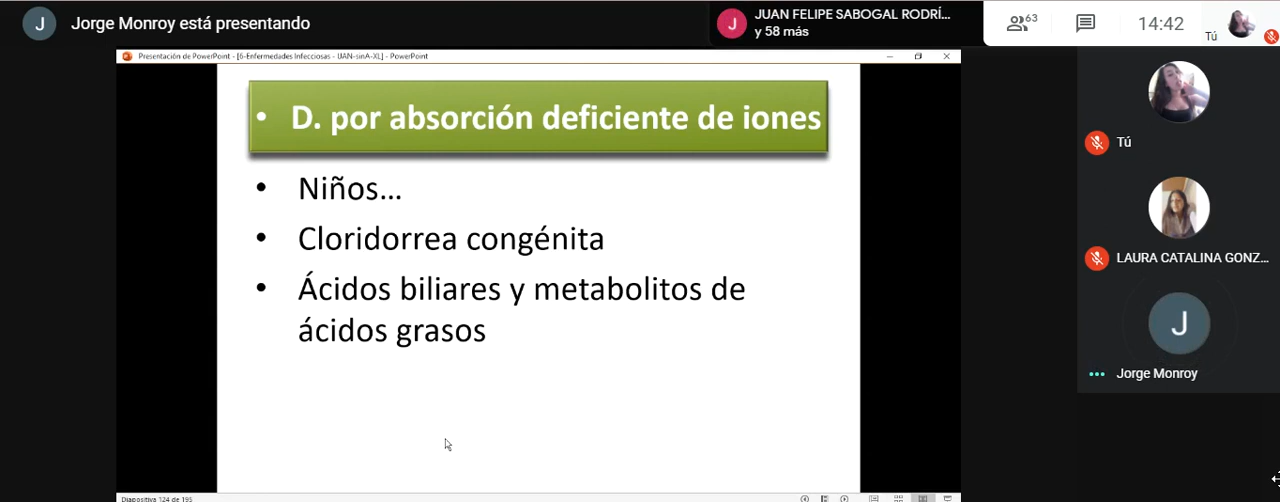 J
Jorge Monroy está presentando
J
JUAN FELIPE SABOGAL RODRÍ...
y 58 más
63
14:42
Tú
Presentación de PowerPoint - [6-Enfermedades Infecciosas - UAN-sinA-XL] - PowerPoint
• D. por absorción deficiente de iones
• Niños...
• Cloridorrea congénita
• Ácidos biliares y metabolitos de
ácidos grasos
Tú
LAURA CATALINA GONZ...
J
Jorge Monroy
Diapositiva 124 de 195